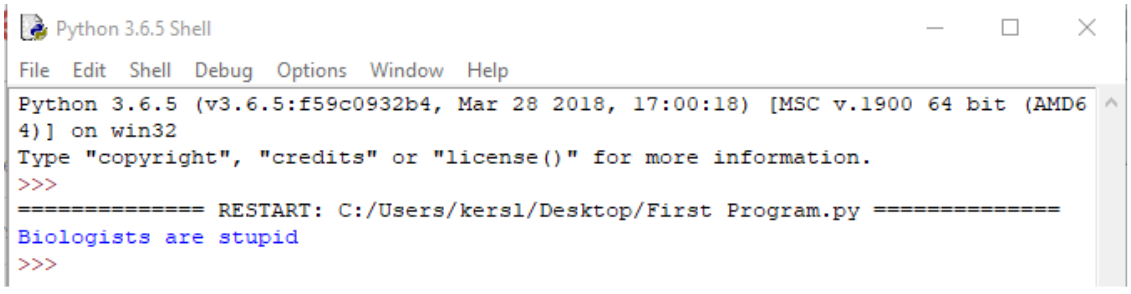 Python 3.6.5 Shell
File Edit Shell Debug Options Window Help
Python 3.6.5 (v3.6.5:f59c0932b4, Mar 28 2018, 17:00:18) [MSC v.1900 64 bit (AMD6
4)] on win32
Type "copyright", "credits" or "license()" for more information.
>>>
============== RESTART: C:/Users/kersl/Desktop/First Program.py ==============
Biologists are stupid
>>>